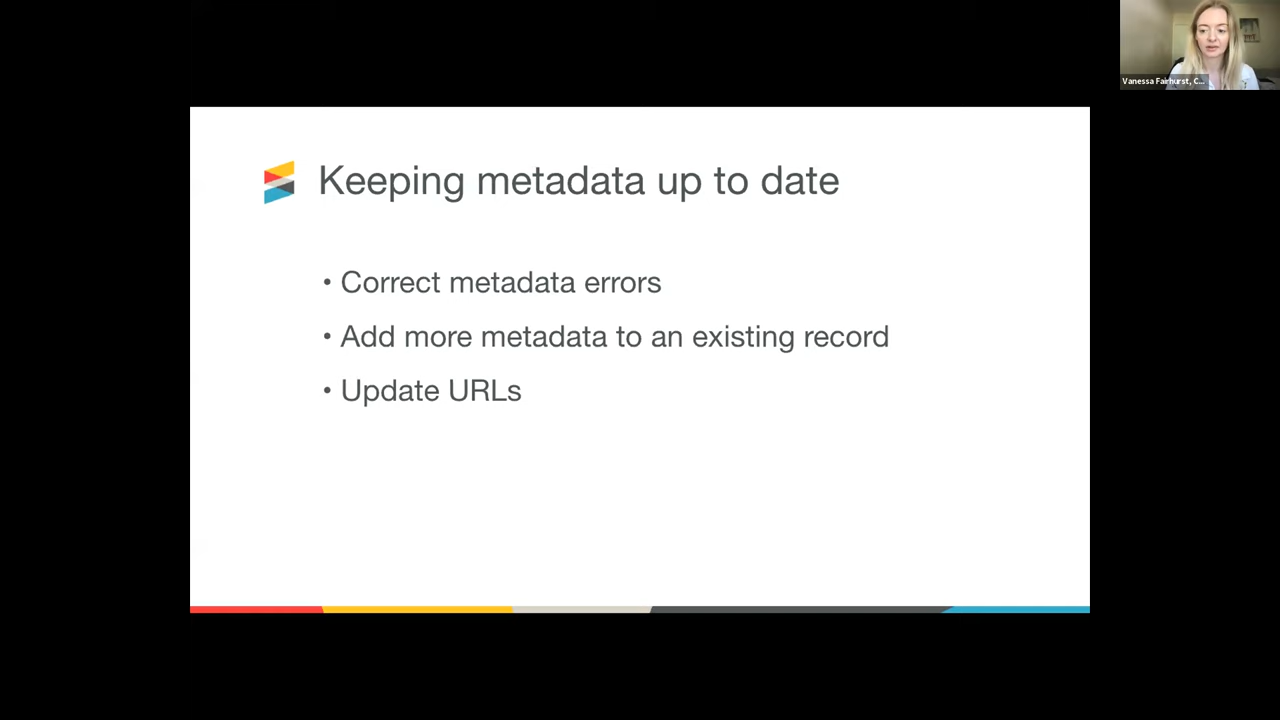 Vanessa Fairhurst, C...
Keeping metadata up to date
• Correct metadata errors
• Add more metadata to an existing record
• Update URLs